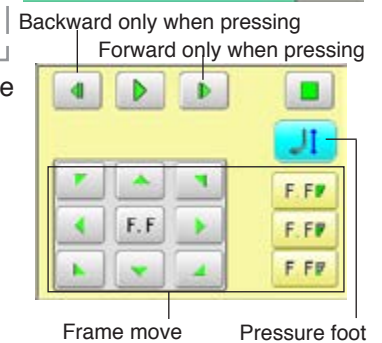 Backward only when pressing
Forward only when pressing
e
F.F
F.F
F.F
F F
Frame move
Pressure foot